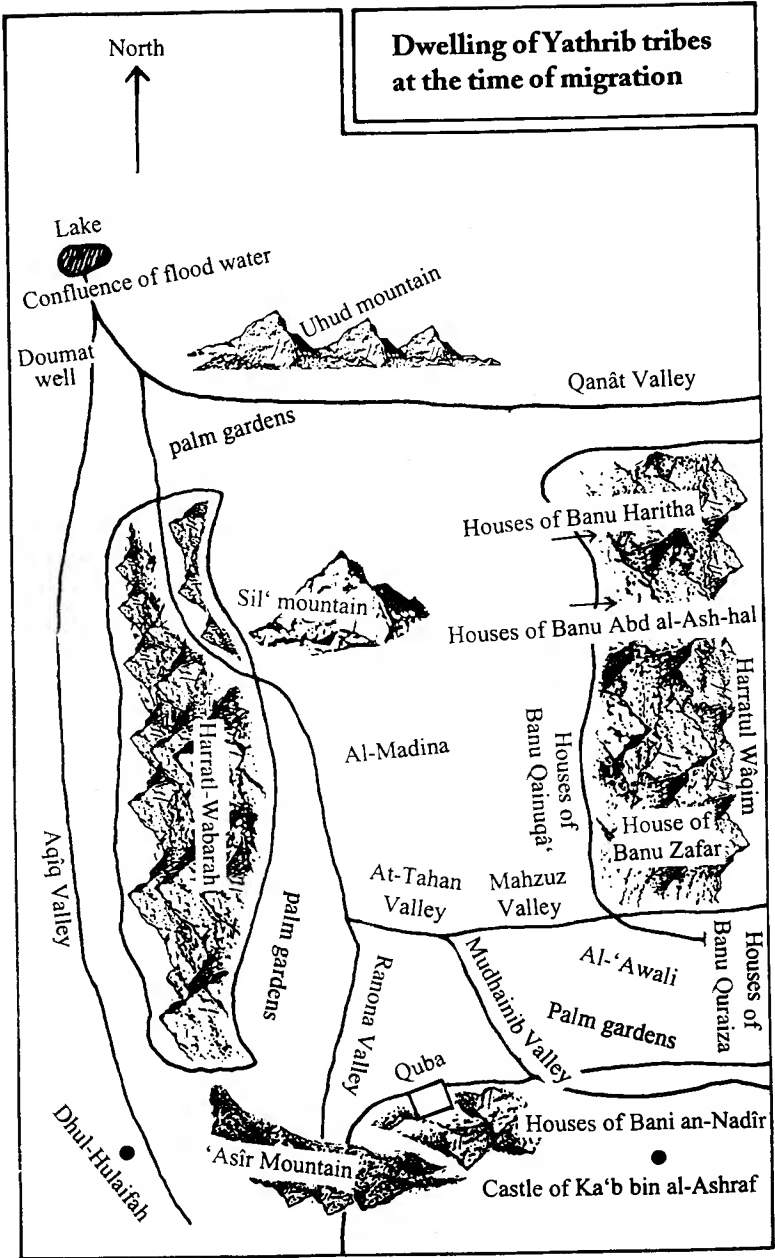 Dwelling of Yathrib tribes
at the time of migration
North
Lake
Confluence of flood water
Uhud mountain
Doumat
well
Qanât Valley
palm gardens
Houses of Banu Haritha
Sil‘ mountain
Houses of Banu Abd al-Ash-hal
Harratul Wâqim
Houses of
Banu Qainuqâ‘
Al-Madina
Harratl-Wabarah
House of
Banu Zafar
Aqîq Valley
At-Tahan
Valley
Mahzuz
Valley
palm gardens
Ranona Valley
Mudhainib Valley
Al-‘Awali
Houses of
Banu Quraiza
Palm gardens
Quba
Dhul-Hulaifah
‘Asîr Mountain
Houses of Bani an-Nadîr
Castle of Ka‘b bin al-Ashraf